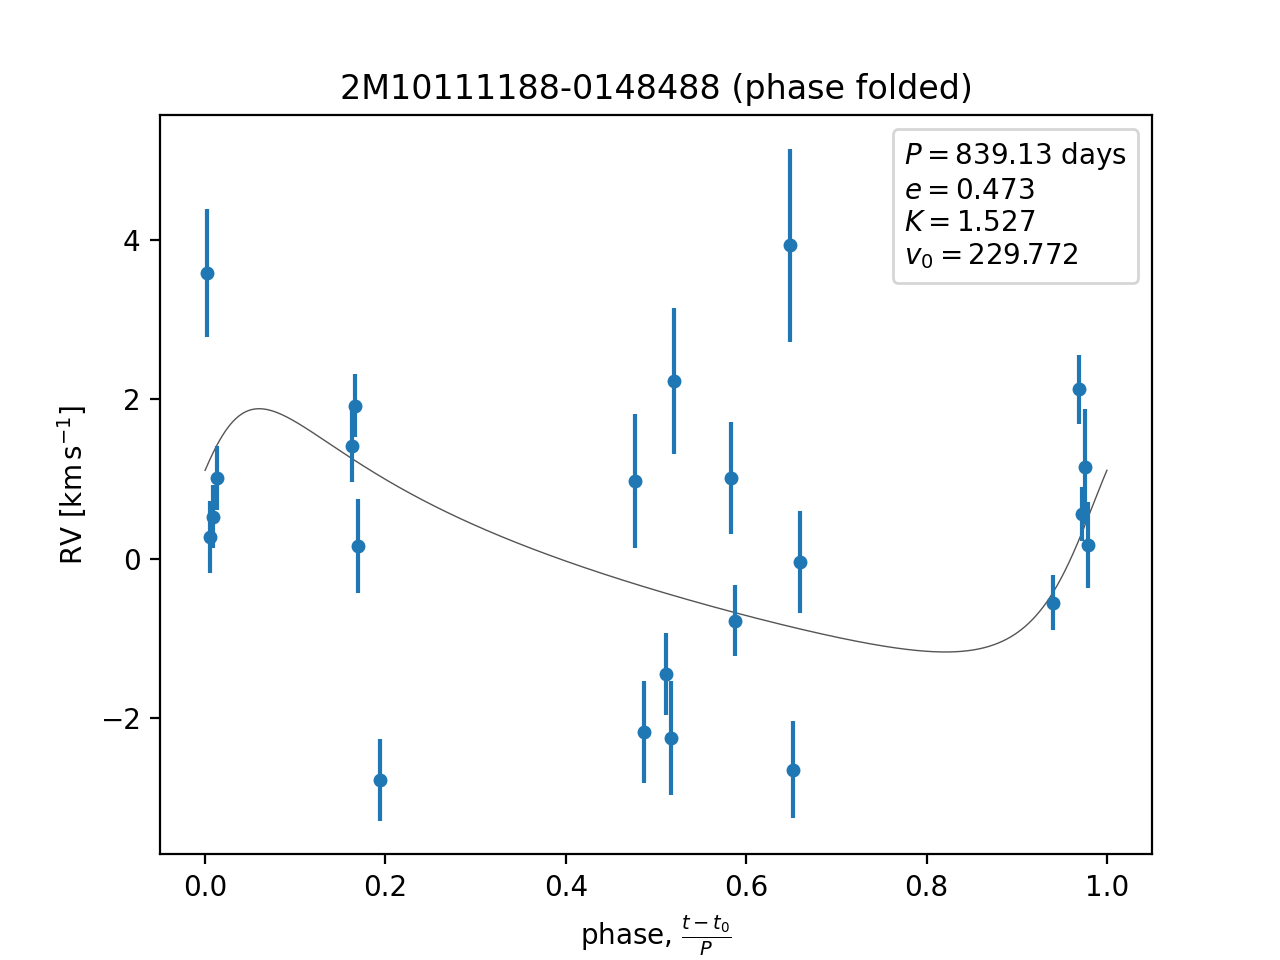 2M10111188-0148488 (phase folded)
P = 839.13 days
e = 0.473
K = 1.527
v₀ = 229.772
4
2
0
−2
RV [km s⁻¹]
0.0 0.2 0.4 0.6 0.8 1.0
phase, (t − t₀)/P